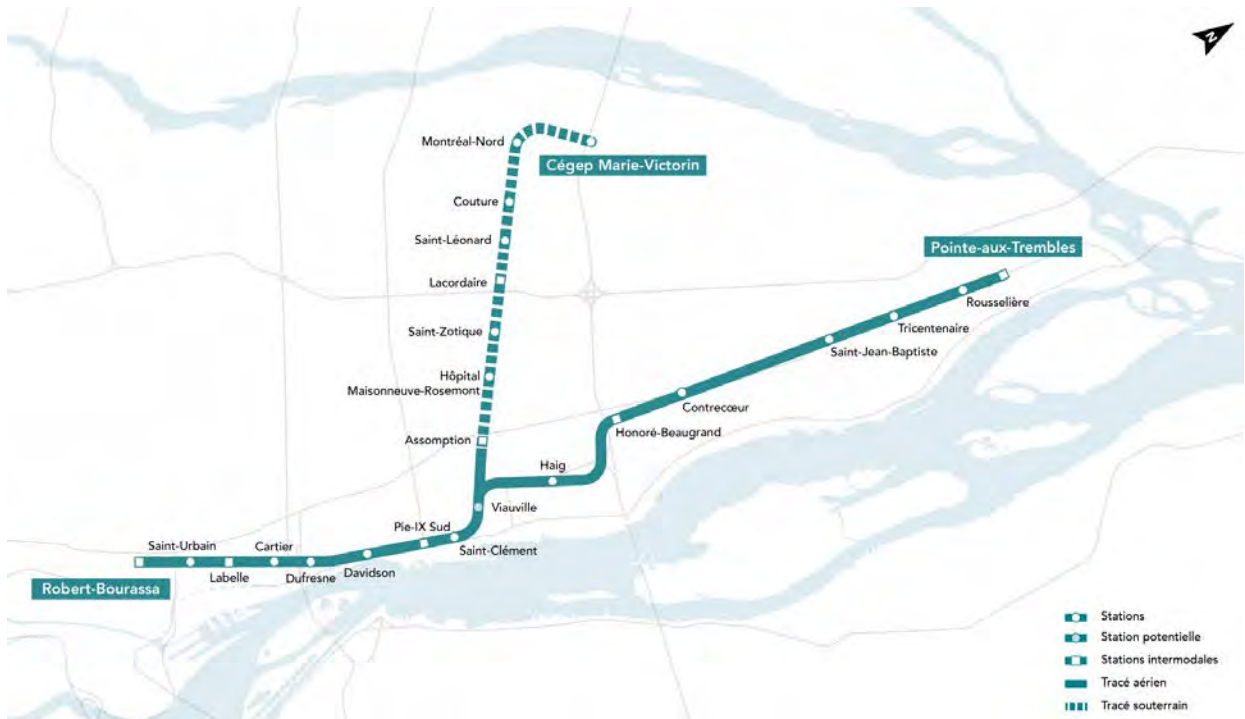 N
Montréal-Nord
Cégep Marie-Victorin
Couture
Saint-Léonard
Pointe-aux-Trembles
Lacordaire
Rousselière
Saint-Zotique
Tricentenaire
Saint-Jean-Baptiste
Hôpital
Maisonneuve-Rosemont
Contrecœur
Assomption
Honoré-Beaugrand
Haig
Viauville
Pie-IX Sud
Saint-Clément
Saint-Urbain
Cartier
Labelle
Dufresne
Davidson
Robert-Bourassa
Stations
Station potentielle
Stations intermodales
Tracé aérien
Tracé souterrain